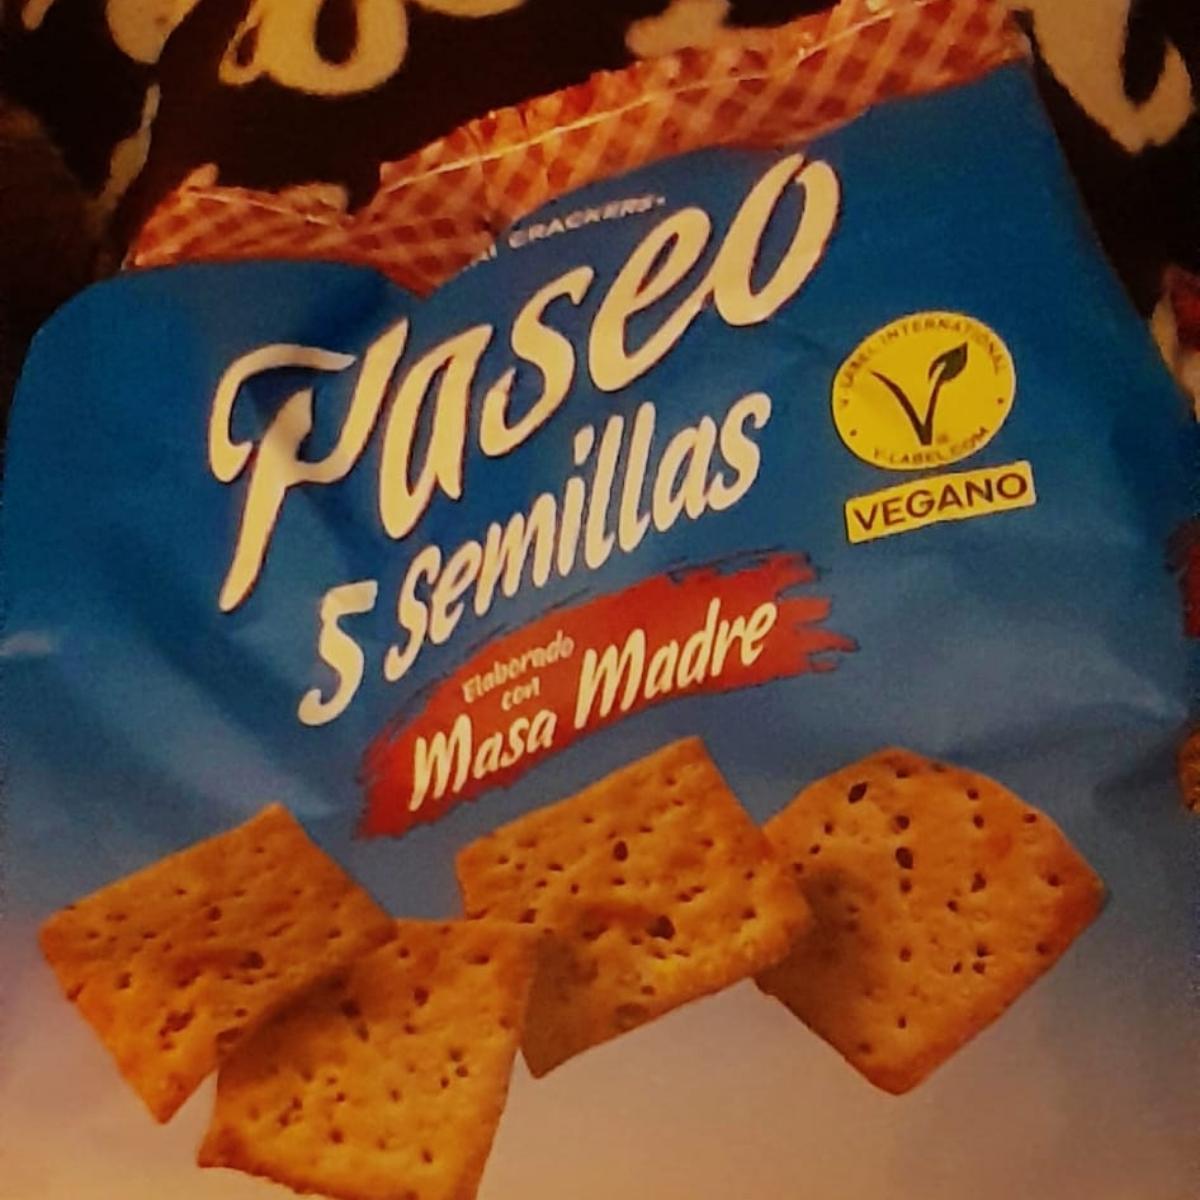 CRACKERS
Paseo
5 semillas
V-LABEL INTERNATIONAL
V-LABEL.COM
VEGANO
Elaborado
con
Masa Madre